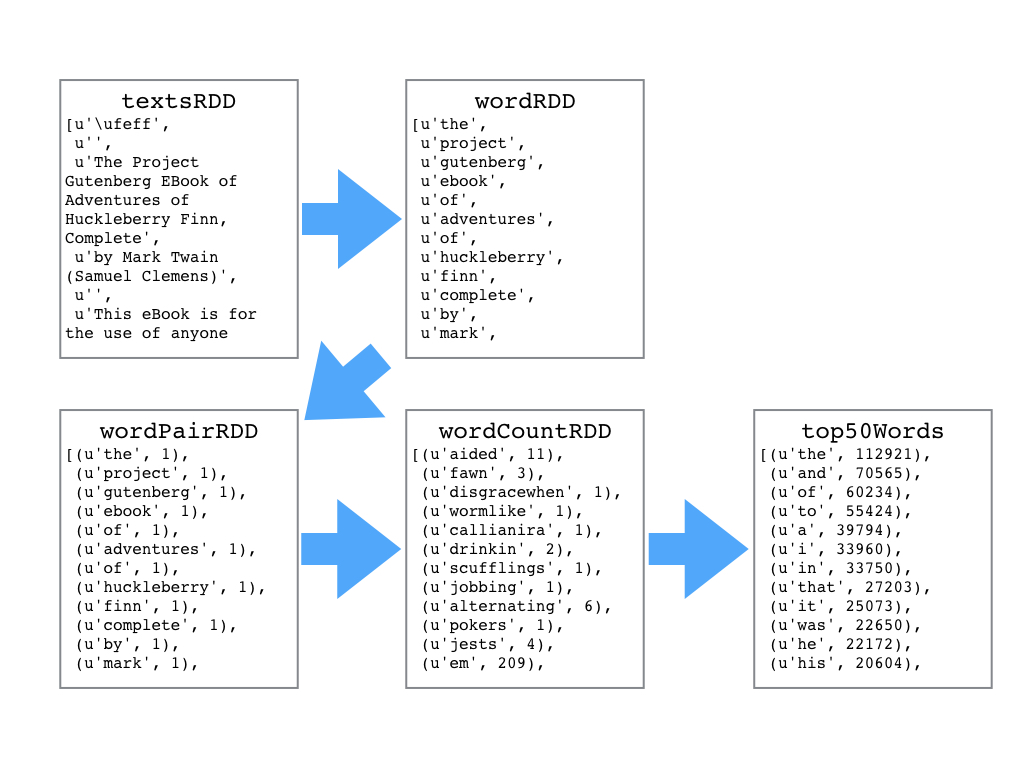 textsRDD
[u'\ufeff',
u'',
u'The Project
Gutenberg EBook of
Adventures of
Huckleberry Finn,
Complete',
u'by Mark Twain
(Samuel Clemens)',
u'',
u'This eBook is for
the use of anyone
wordRDD
[u'the',
u'project',
u'gutenberg',
u'ebook',
u'of',
u'adventures',
u'of',
u'huckleberry',
u'finn',
u'complete',
u'by',
u'mark',
wordPairRDD
[(u'the', 1),
(u'project', 1),
(u'gutenberg', 1),
(u'ebook', 1),
(u'of', 1),
(u'adventures', 1),
(u'of', 1),
(u'huckleberry', 1),
(u'finn', 1),
(u'complete', 1),
(u'by', 1),
(u'mark', 1),
wordCountRDD
[(u'aided', 11),
(u'fawn', 3),
(u'disgracewhen', 1),
(u'wormlike', 1),
(u'callianira', 1),
(u'drinkin', 2),
(u'scufflings', 1),
(u'jobbing', 1),
(u'alternating', 6),
(u'pokers', 1),
(u'jests', 4),
(u'em', 209),
top50Words
[(u'the', 112921),
(u'and', 70565),
(u'of', 60234),
(u'to', 55424),
(u'a', 39794),
(u'i', 33960),
(u'in', 33750),
(u'that', 27203),
(u'it', 25073),
(u'was', 22650),
(u'he', 22172),
(u'his', 20604),